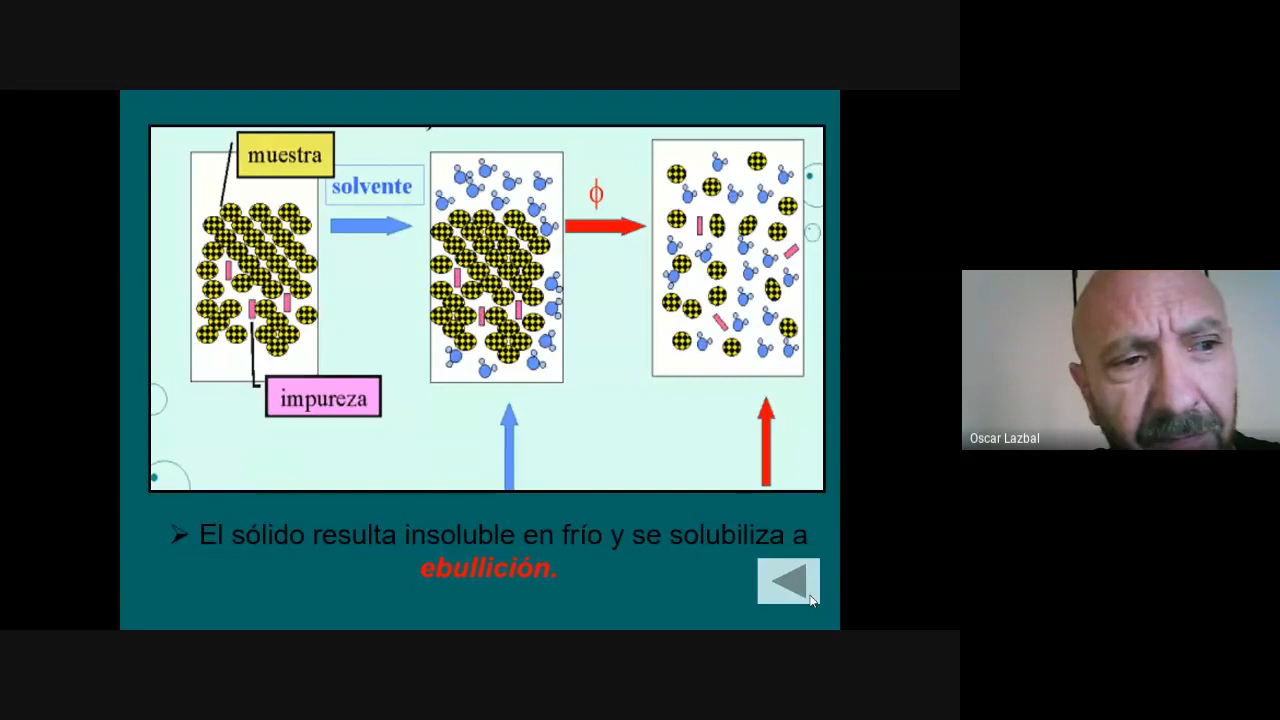 muestra
solvente
ϕ
impureza
➢ El sólido resulta insoluble en frío y se solubiliza a
ebullición.
Oscar Lazbal